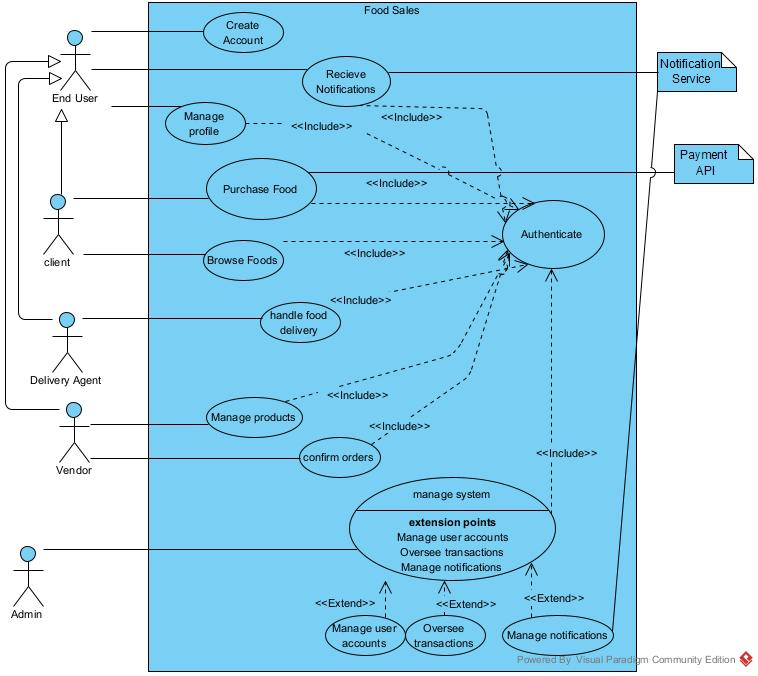 Food Sales
Create
Account
End User
Recieve
Notifications
Notification
Service
<<Include>>
Manage
profile
<<Include>>
Payment
API
Purchase Food
<<Include>>
client
Authenticate
Browse Foods
<<Include>>
<<Include>>
handle food
delivery
Delivery Agent
Manage products
<<Include>>
Vendor
confirm orders
<<Include>>
<<Include>>
manage system
extension points
Manage user accounts
Oversee transactions
Manage notifications
Admin
<<Extend>>
<<Extend>>
<<Extend>>
Manage user
accounts
Oversee
transactions
Manage notifications
Powered By Visual Paradigm Community Edition